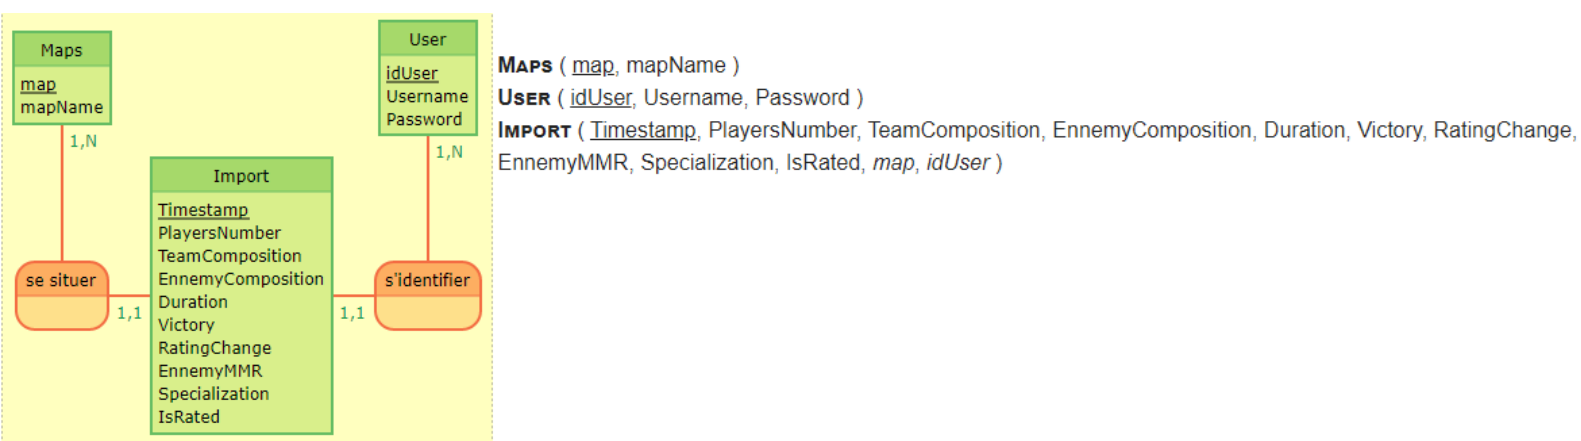 Maps
map
mapName
1,N
User
idUser
Username
Password
1,N
Import
Timestamp
PlayersNumber
TeamComposition
EnnemyComposition
Duration
Victory
RatingChange
EnnemyMMR
Specialization
IsRated
se situer
1,1
s'identifier
1,1
MAPS ( map, mapName )
USER ( idUser, Username, Password )
IMPORT ( Timestamp, PlayersNumber, TeamComposition, EnnemyComposition, Duration, Victory, RatingChange,
EnnemyMMR, Specialization, IsRated, map, idUser )